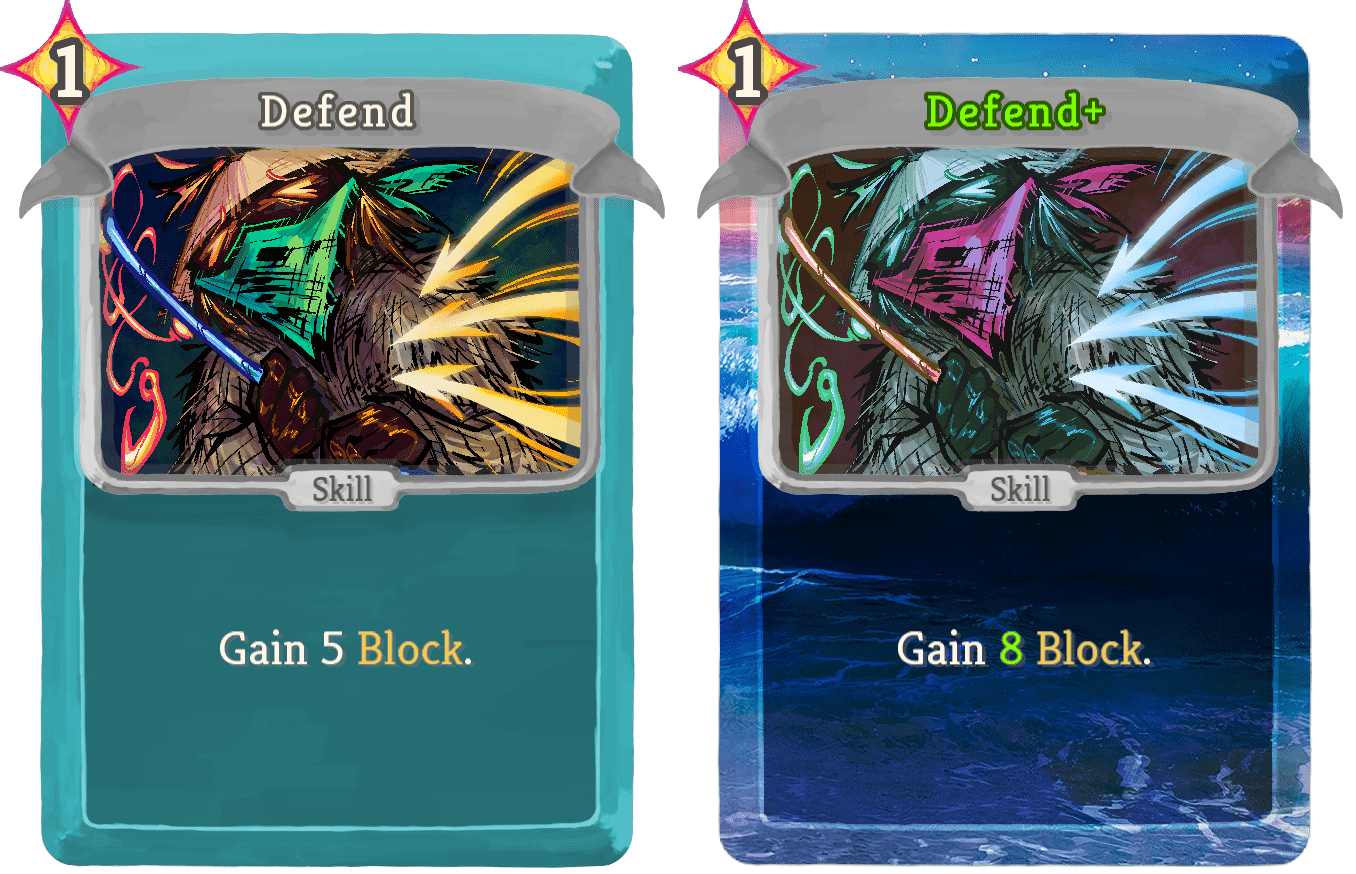 1
Defend
Skill
Gain 5 Block.
1
Defend+
Skill
Gain 8 Block.